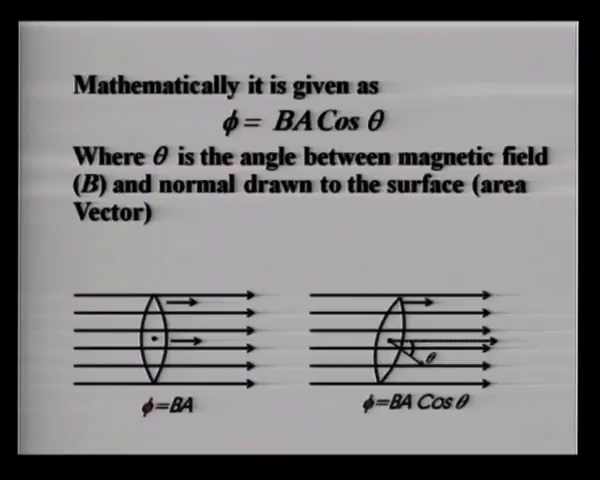 Mathematically it is given as
ϕ = BA Cos θ
Where θ is the angle between magnetic field
(B) and normal drawn to the surface (area
Vector)
θ
ϕ=BA
ϕ=BA Cos θ